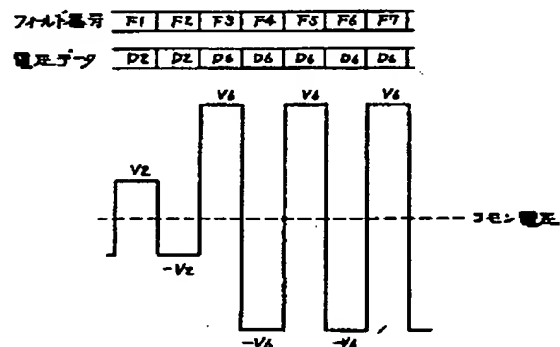 フィールド番号 F1 F2 F3 F4 F5 F6 F7
電圧データ D2 D2 D6 D6 D6 D6 D6
V6 V6 V6
V2
コモン電圧
-V2
-V6 -V6